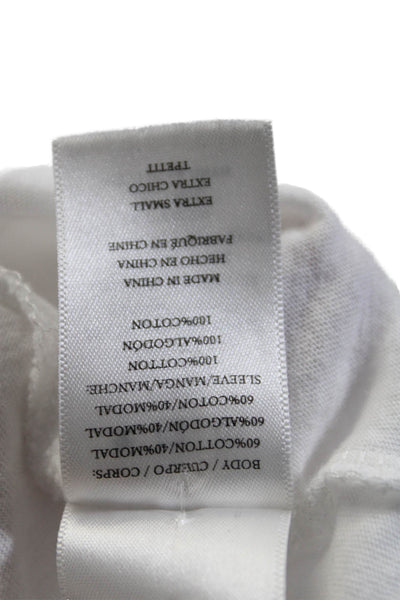 BODY / CUERPO / CORPS:
60%COTTON/40%MODAL
60%ALGODÓN/40%MODAL
60%COTON/40%MODAL
SLEEVE/MANGA/MANCHE:
100%COTTON
100%ALGODÓN
100%COTON
MADE IN CHINA
HECHO EN CHINA
FABRIQUÉ EN CHINE
EXTRA SMALL
EXTRA CHICO
TPETIT